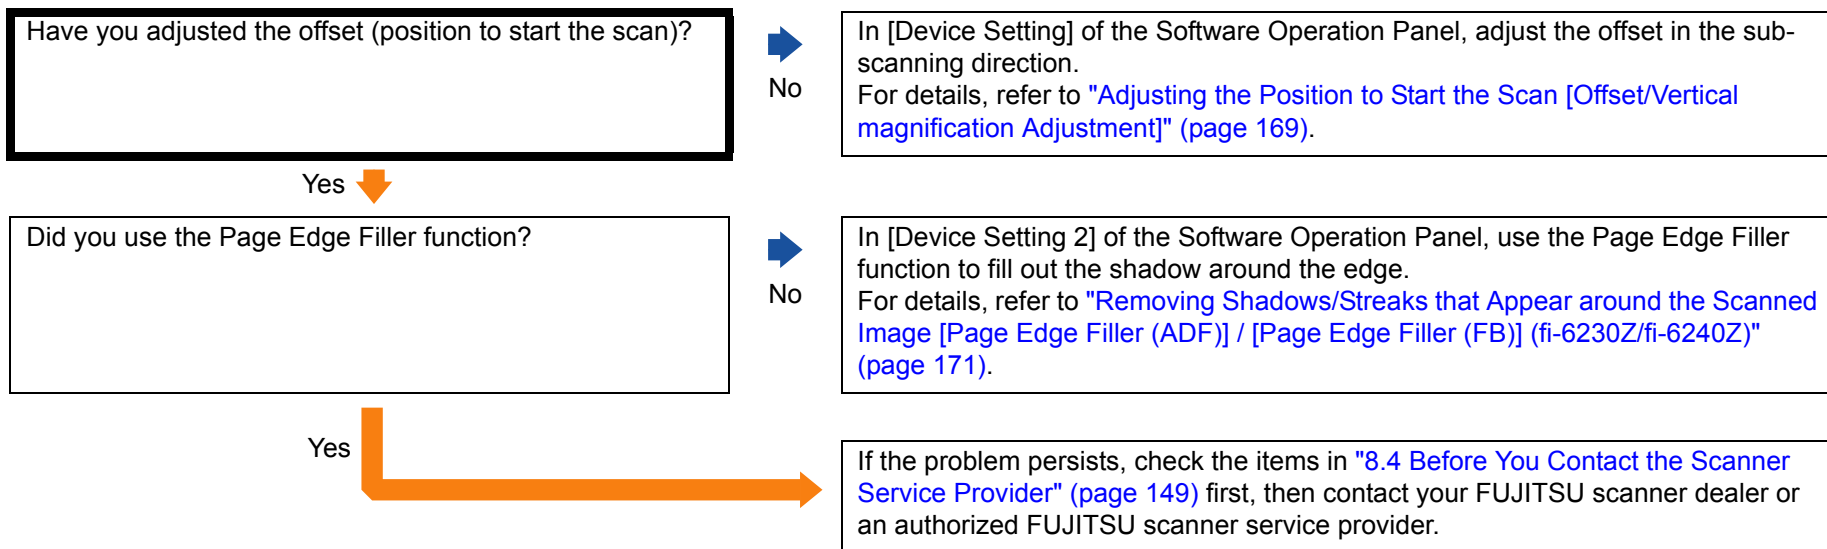 Have you adjusted the offset (position to start the scan)?
No
In [Device Setting] of the Software Operation Panel, adjust the offset in the sub-
scanning direction.
For details, refer to "Adjusting the Position to Start the Scan [Offset/Vertical
magnification Adjustment]" (page 169).
Yes
Did you use the Page Edge Filler function?
No
In [Device Setting 2] of the Software Operation Panel, use the Page Edge Filler
function to fill out the shadow around the edge.
For details, refer to "Removing Shadows/Streaks that Appear around the Scanned
Image [Page Edge Filler (ADF)] / [Page Edge Filler (FB)] (fi-6230Z/fi-6240Z)"
(page 171).
Yes
If the problem persists, check the items in "8.4 Before You Contact the Scanner
Service Provider" (page 149) first, then contact your FUJITSU scanner dealer or
an authorized FUJITSU scanner service provider.